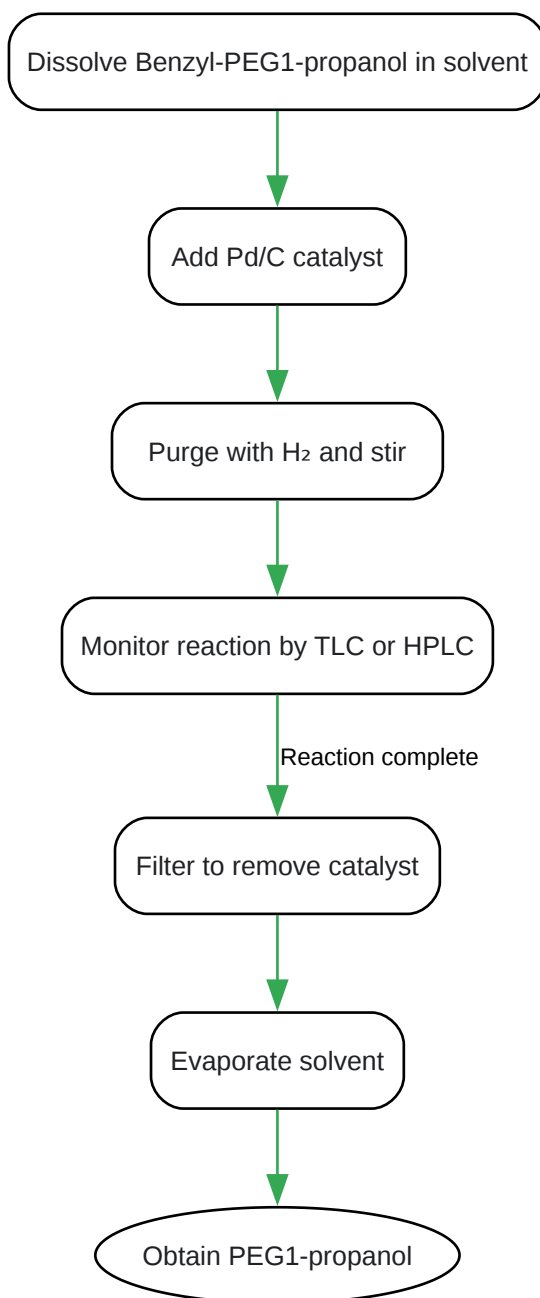 Dissolve Benzyl-PEG1-propanol in solvent
Add Pd/C catalyst
Purge with H₂ and stir
Monitor reaction by TLC or HPLC
Reaction complete
Filter to remove catalyst
Evaporate solvent
Obtain PEG1-propanol